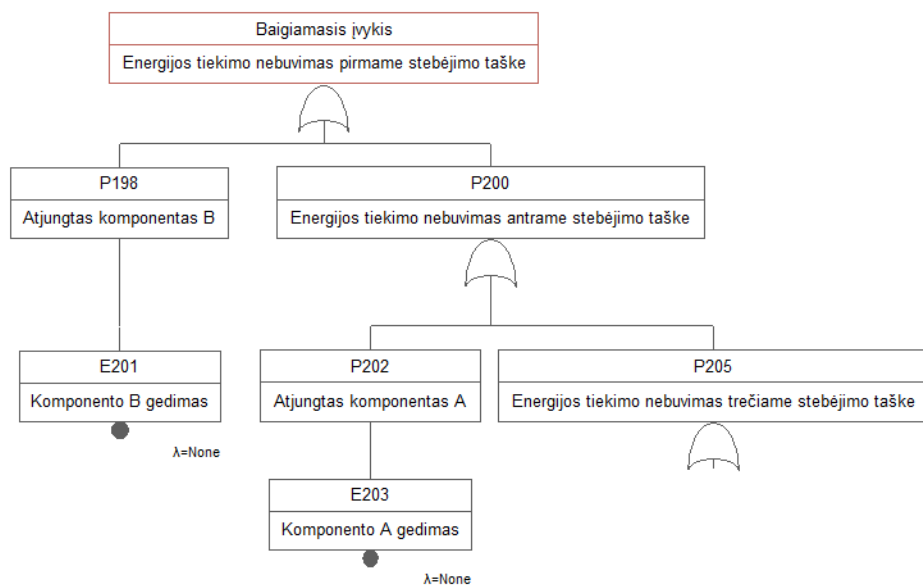 Baigiamasis įvykis
Energijos tiekimo nebuvimas pirmame stebėjimo taške
P198
Atjungtas komponentas B
P200
Energijos tiekimo nebuvimas antrame stebėjimo taške
E201
Komponento B gedimas
λ=None
P202
Atjungtas komponentas A
P205
Energijos tiekimo nebuvimas trečiame stebėjimo taške
E203
Komponento A gedimas
λ=None